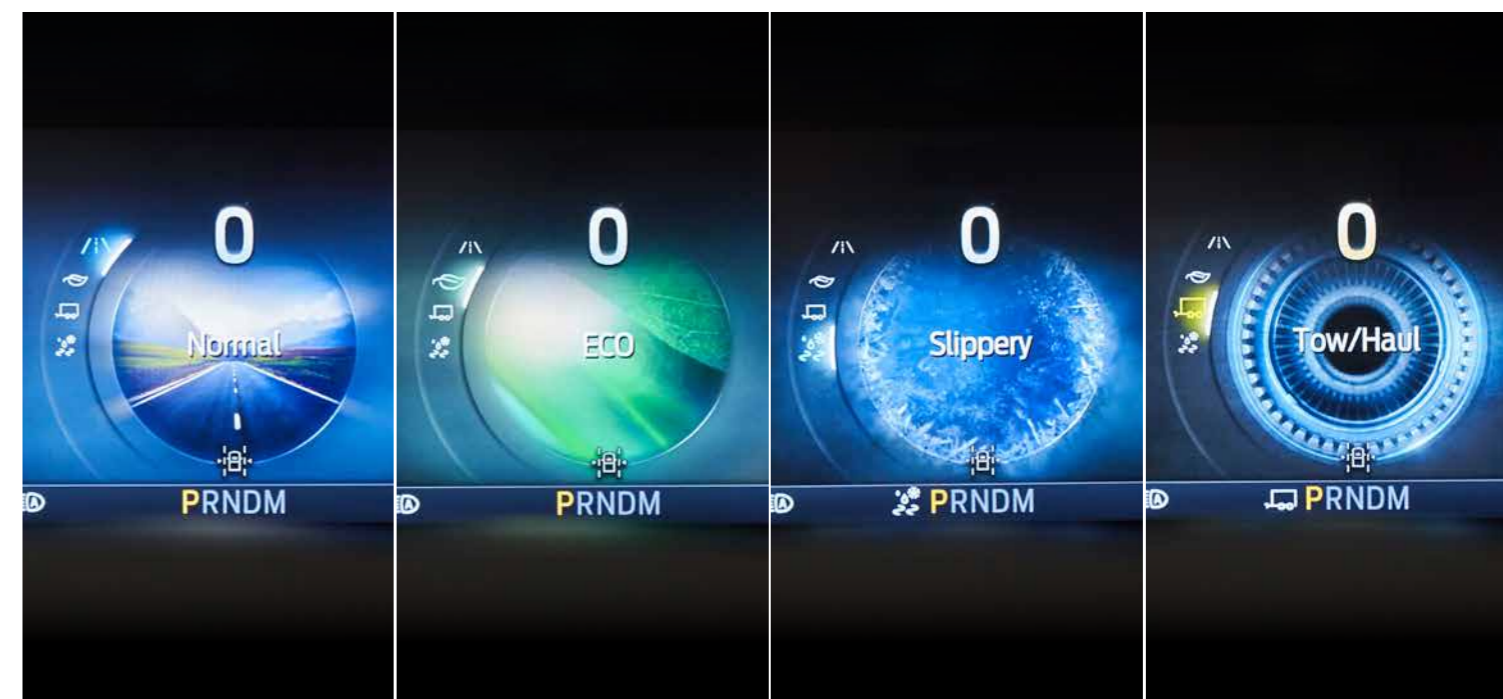 0
Normal
A
PRNDM
0
ECO
A
PRNDM
0
Slippery
A
PRNDM
0
Tow/Haul
A
PRNDM